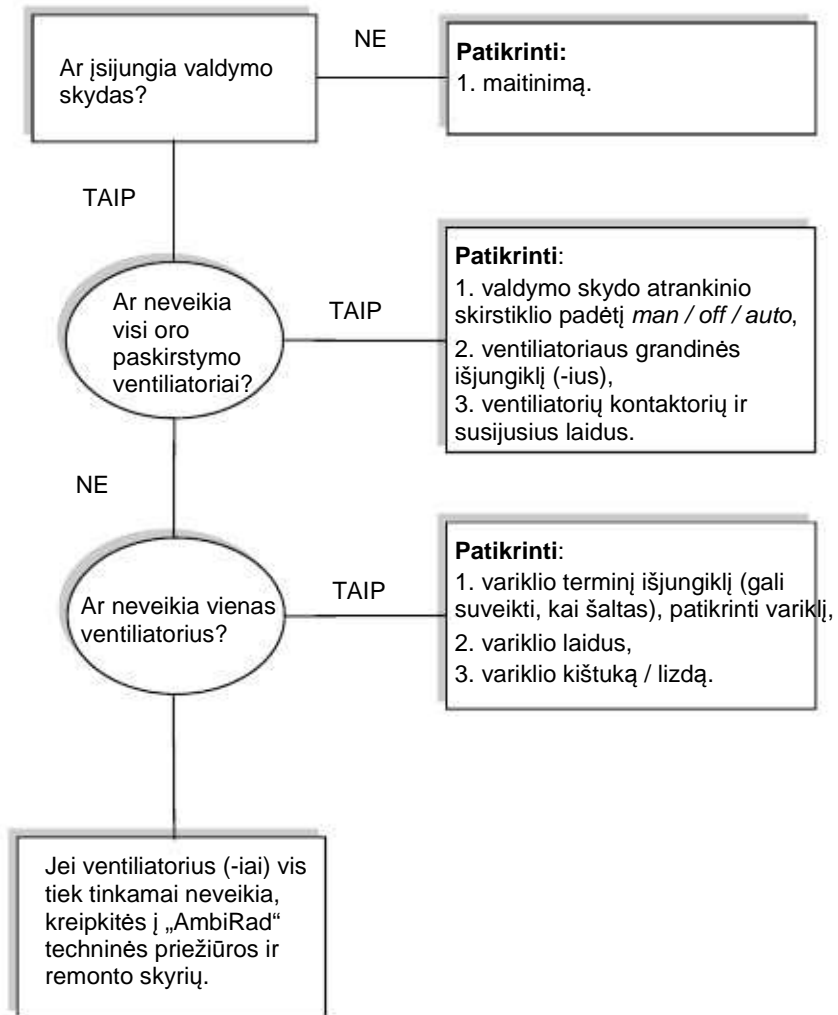 Ar įsijungia valdymo
skydas?
NE
Patikrinti:
1. maitinimą.
TAIP
Ar neveikia
visi oro
paskirstymo
ventiliatoriai?
TAIP
Patikrinti:
1. valdymo skydo atrankinio
skirstiklio padėtį man / off / auto,
2. ventiliatoriaus grandinės
išjungiklį (-ius),
3. ventiliatorių kontaktorių ir
susijusius laidus.
NE
Ar neveikia vienas
ventiliatorius?
TAIP
Patikrinti:
1. variklio terminį išjungiklį (gali
suveikti, kai šaltas), patikrinti variklį,
2. variklio laidus,
3. variklio kištuką / lizdą.
Jei ventiliatorius (-iai) vis
tiek tinkamai neveikia,
kreipkitės į „AmbiRad“
techninės priežiūros ir
remonto skyrių.